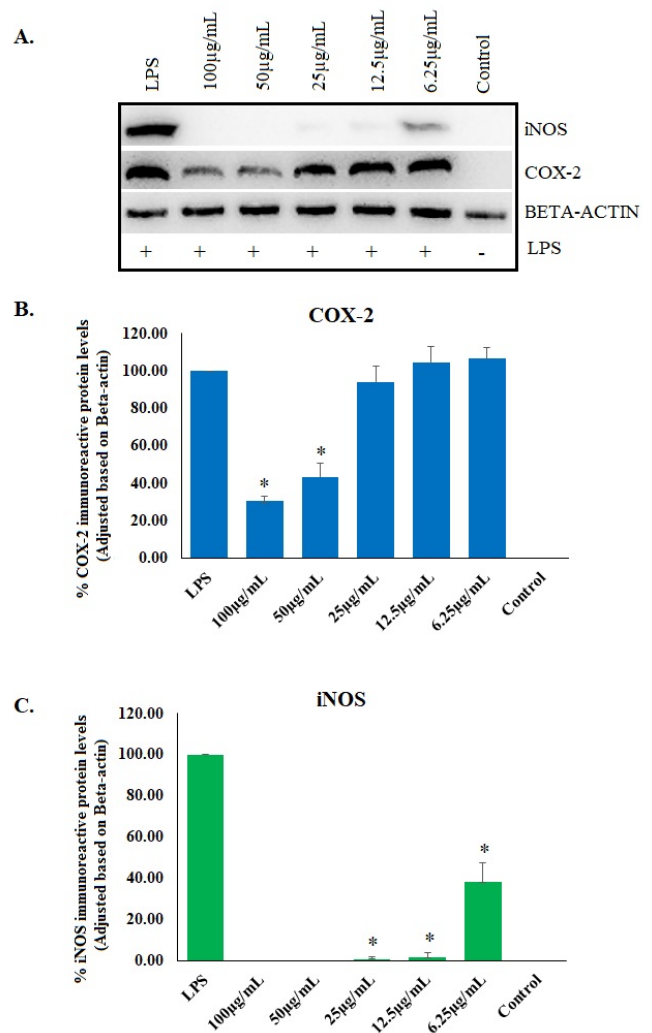 A.
LPS
100µg/mL
50µg/mL
25µg/mL
12.5µg/mL
6.25µg/mL
Control
iNOS
COX-2
BETA-ACTIN
+ + + + + + - LPS
B.
COX-2
% COX-2 immunoreactive protein levels
(Adjusted based on Beta-actin)
120.00
100.00
80.00
60.00
40.00
20.00
0.00
* *
LPS
100µg/mL
50µg/mL
25µg/mL
12.5µg/mL
6.25µg/mL
Control
C.
iNOS
% iNOS immunoreactive protein levels
(Adjusted based on Beta-actin)
120.00
100.00
80.00
60.00
40.00
20.00
0.00
* * *
LPS
100µg/mL
50µg/mL
25µg/mL
12.5µg/mL
6.25µg/mL
Control